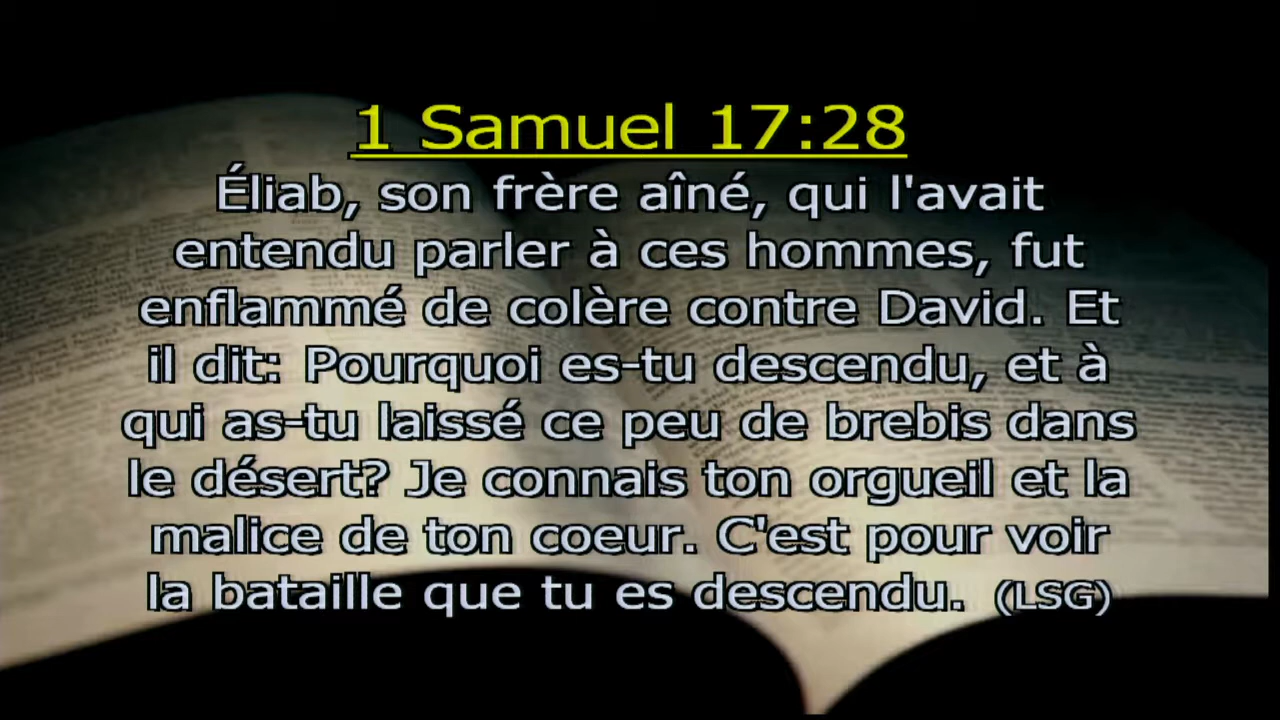 1 Samuel 17:28
Éliab, son frère aîné, qui l'avait
entendu parler à ces hommes, fut
enflammé de colère contre David. Et
il dit: Pourquoi es-tu descendu, et à
qui as-tu laissé ce peu de brebis dans
le désert? Je connais ton orgueil et la
malice de ton coeur. C'est pour voir
la bataille que tu es descendu. (LSG)